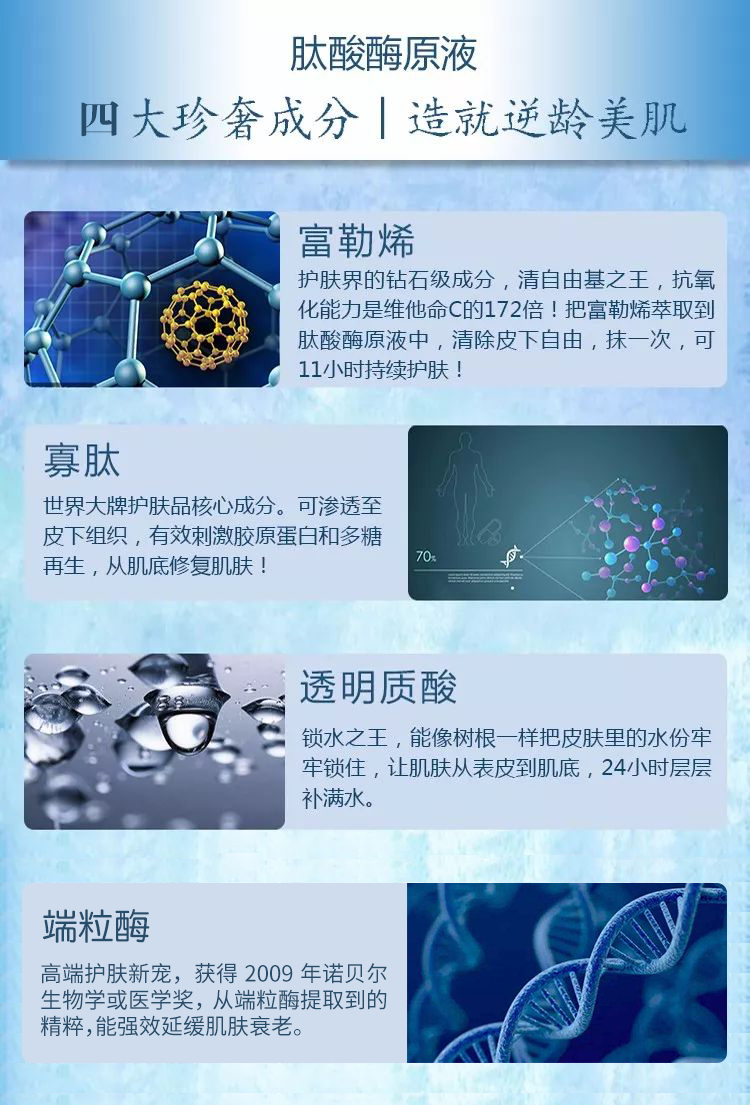 肽酸酶原液
四大珍奢成分｜造就逆龄美肌
富勒烯
护肤界的钻石级成分，清自由基之王，抗氧
化能力是维他命C的172倍！把富勒烯萃取到
肽酸酶原液中，清除皮下自由，抹一次，可
11小时持续护肤！
寡肽
世界大牌护肤品核心成分。可渗透至
皮下组织，有效刺激胶原蛋白和多糖
再生，从肌底修复肌肤！
70%
透明质酸
锁水之王，能像树根一样把皮肤里的水份牢
牢锁住，让肌肤从表皮到肌底，24小时层层
补满水。
端粒酶
高端护肤新宠，获得 2009 年诺贝尔
生物学或医学奖，从端粒酶提取到的
精粹，能强效延缓肌肤衰老。